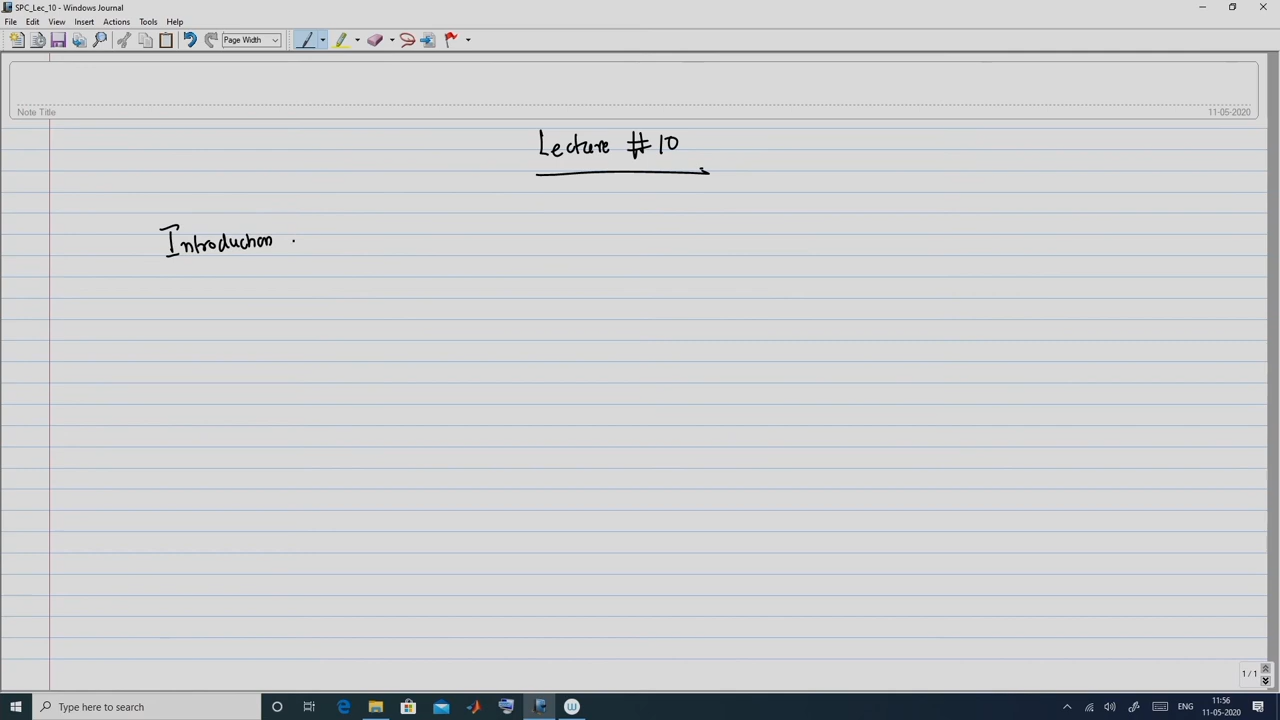 SPC_Lec_10 - Windows Journal
File Edit View Insert Actions Tools Help
Page Width
Note Title
11-05-2020
Lecture # 10
Introduction
1/1
Type here to search
ENG
11:56
11-05-2020